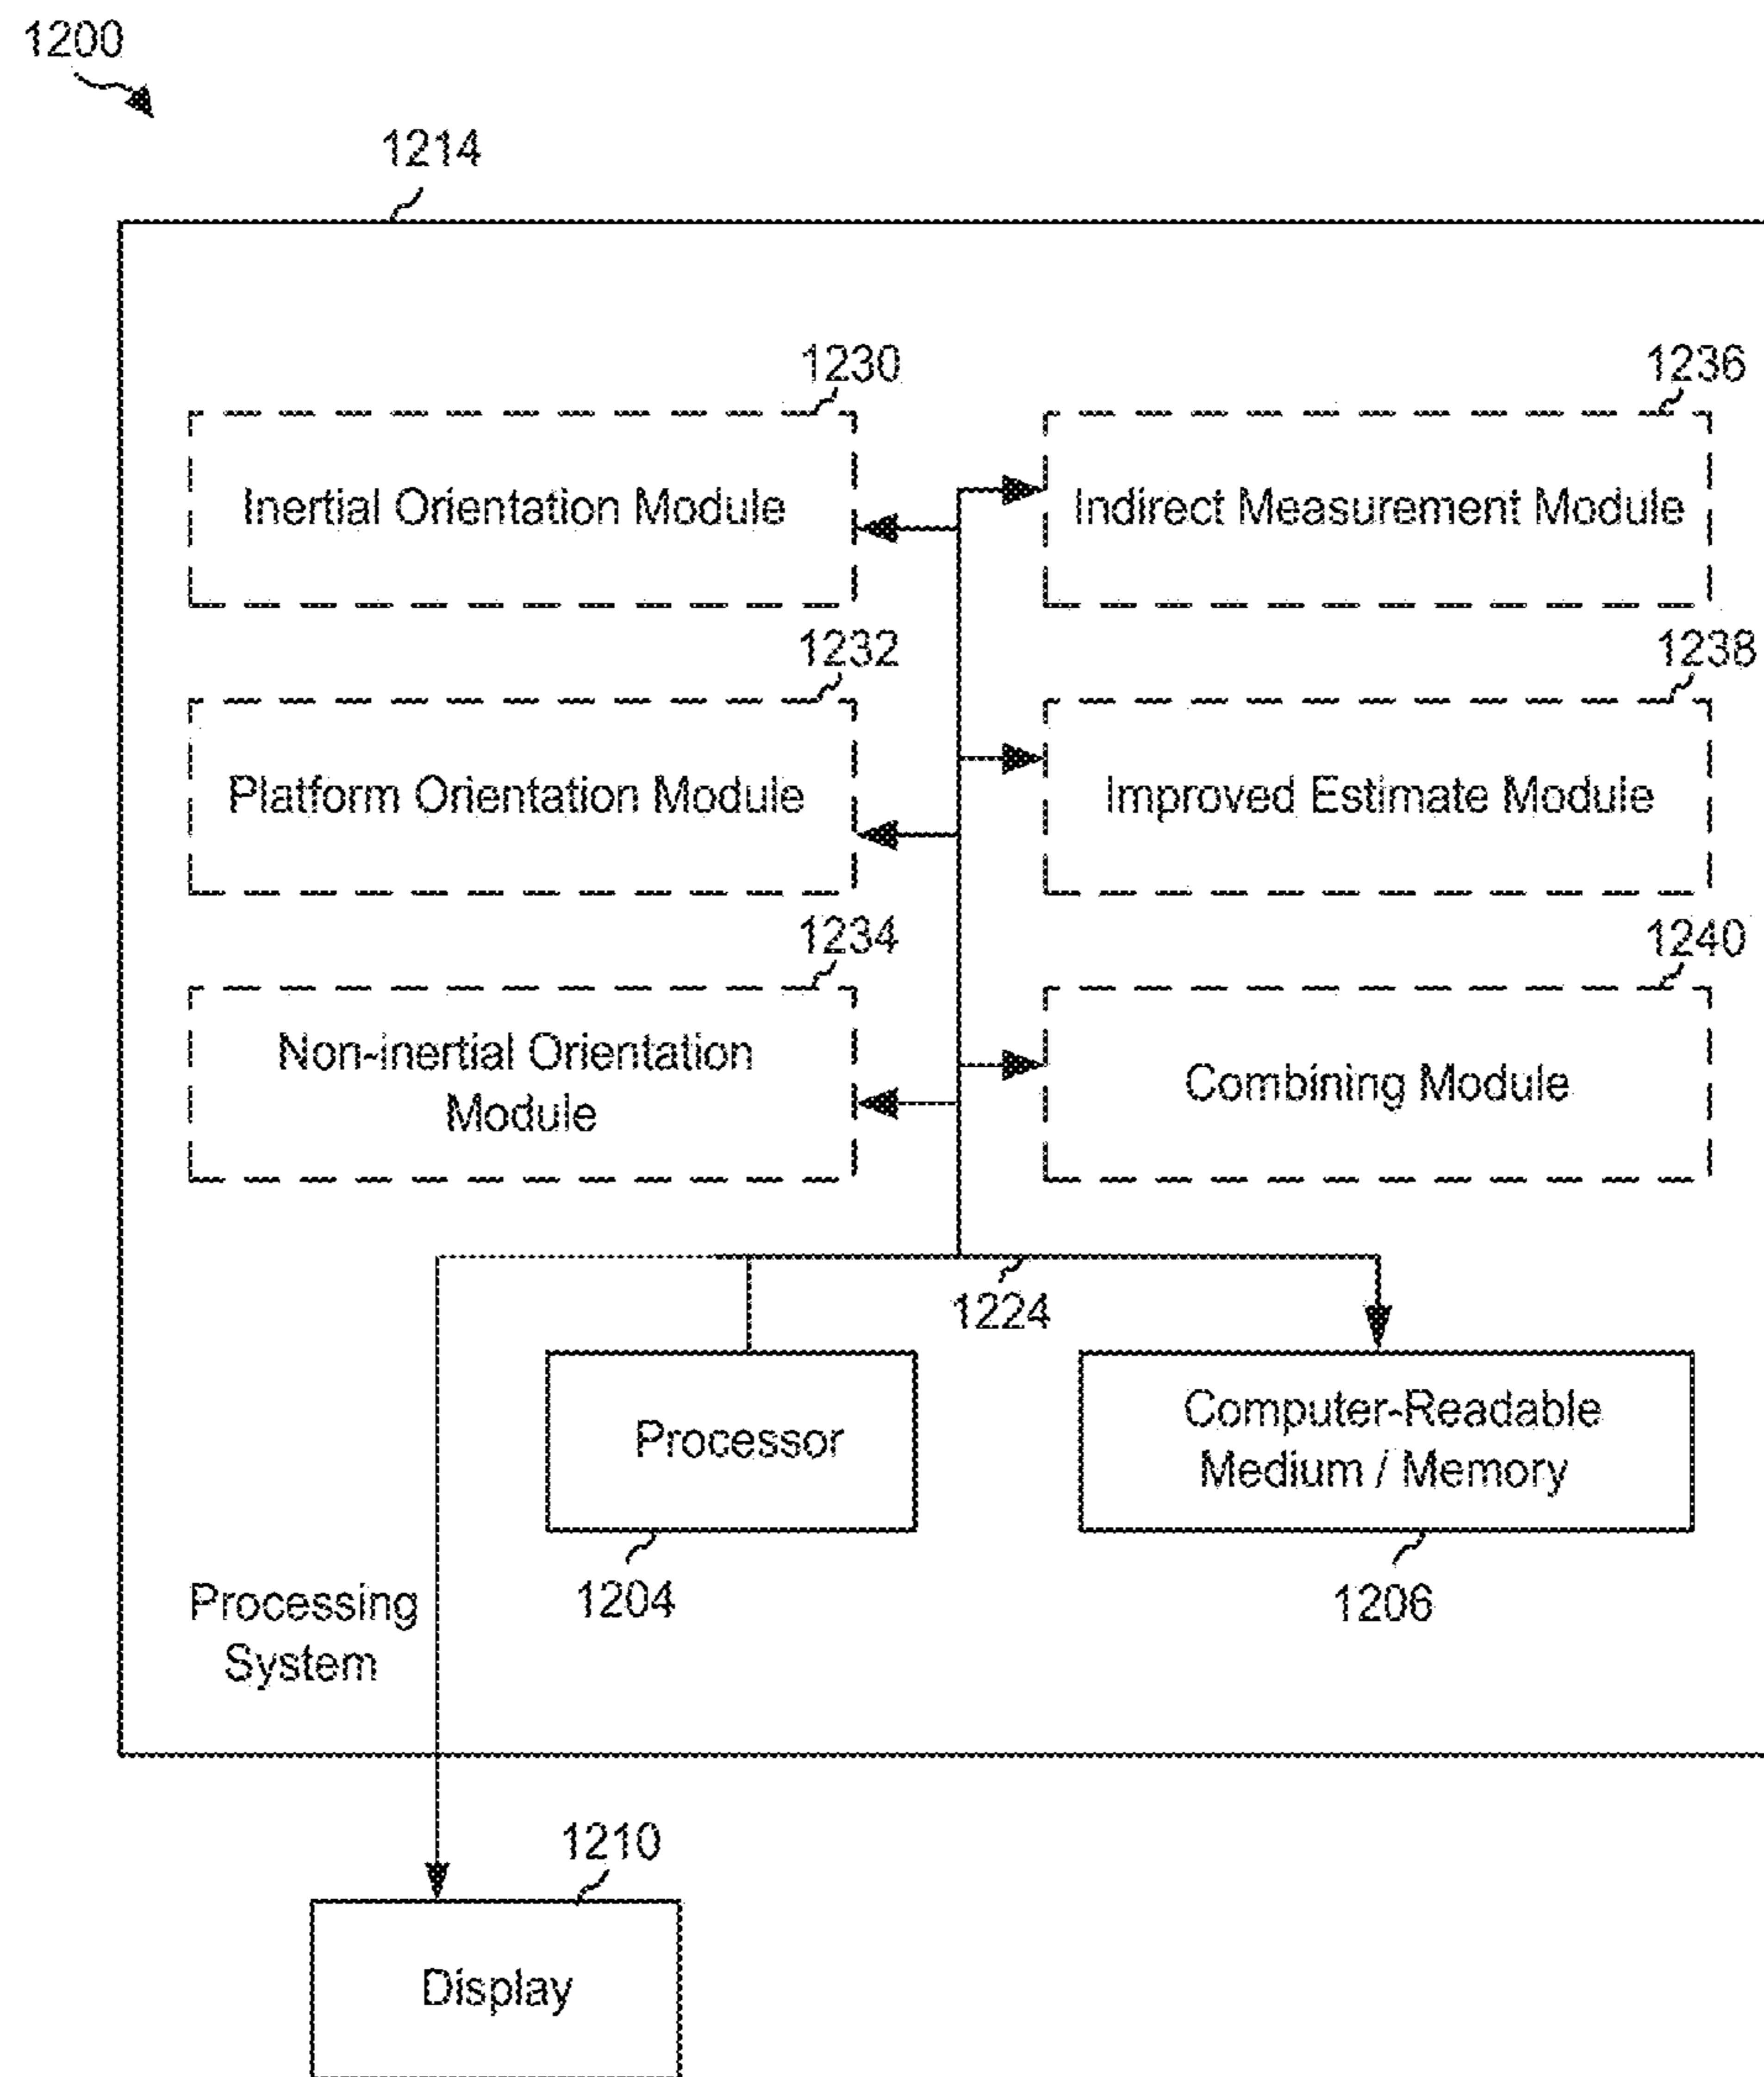 1200
1214
1230
1236
Inertial Orientation Module
Indirect Measurement Module
1232
1238
Platform Orientation Module
Improved Estimate Module
1234
1240
Non-inertial Orientation
Module
Combining Module
1224
Processor
Computer-Readable
Medium / Memory
1204
1206
Processing
System
1210
Display